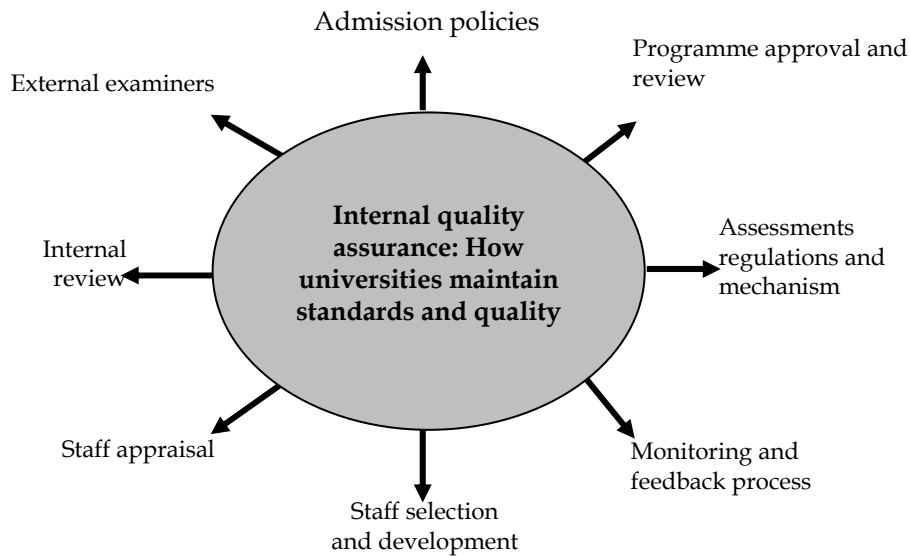 Admission policies
Programme approval and
review
External examiners
Internal quality
assurance: How
universities maintain
standards and quality
Assessments
regulations and
mechanism
Internal
review
Staff appraisal
Monitoring and
feedback process
Staff selection
and development